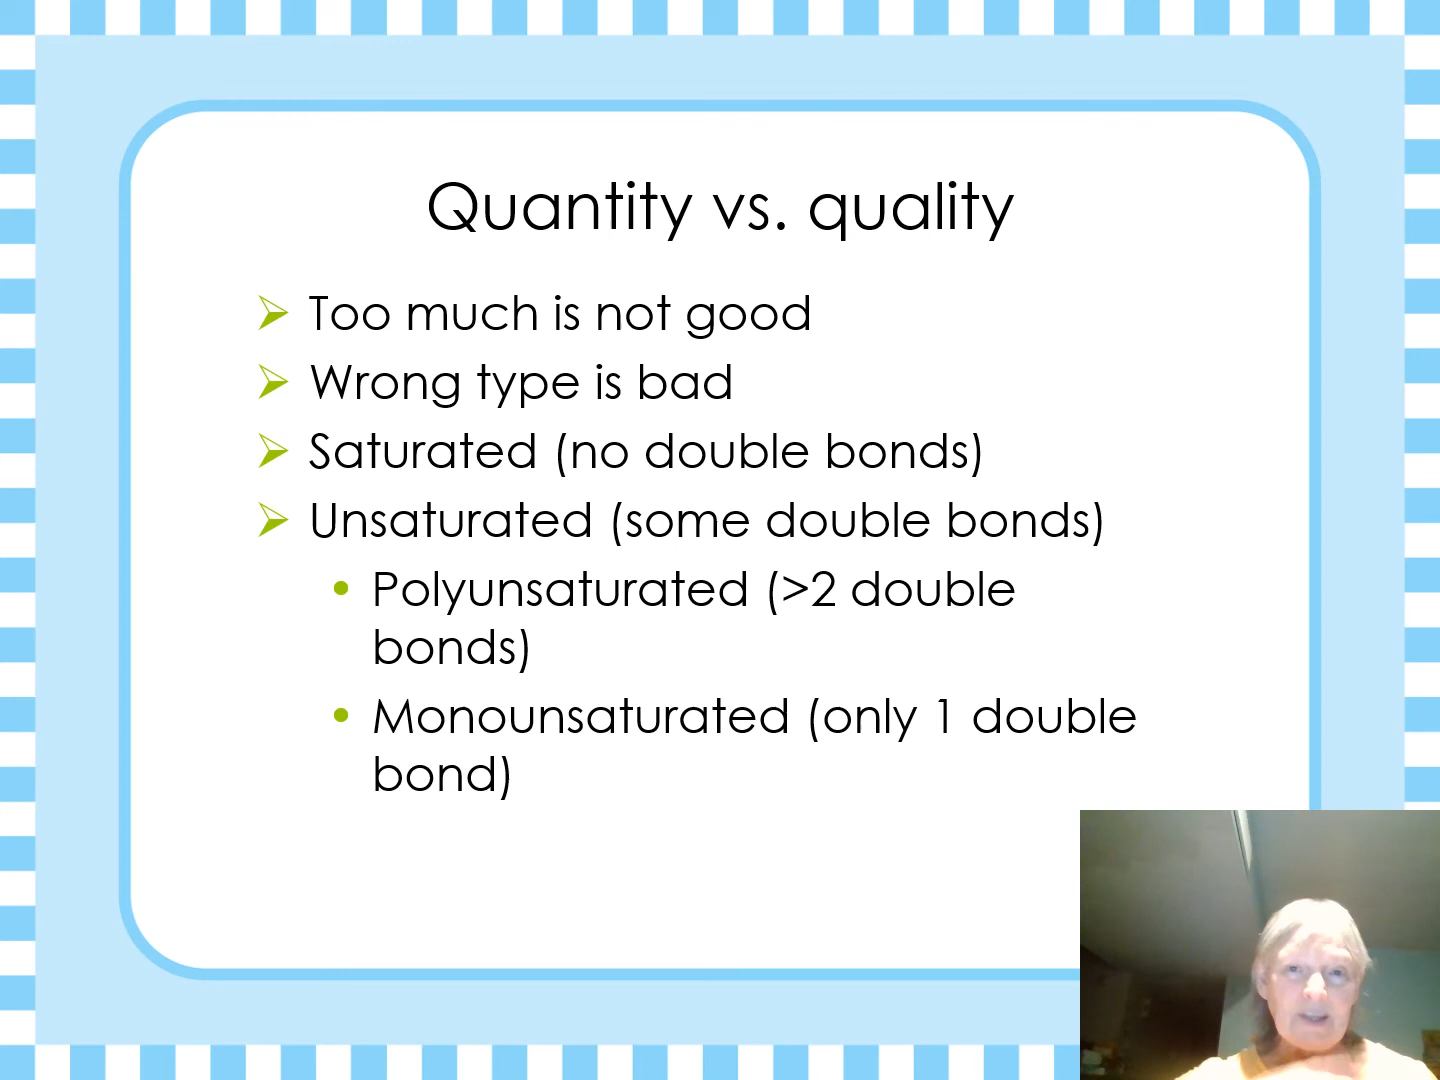 Quantity vs. quality
Too much is not good
Wrong type is bad
Saturated (no double bonds)
Unsaturated (some double bonds)
Polyunsaturated (>2 double
bonds)
Monounsaturated (only 1 double
bond)